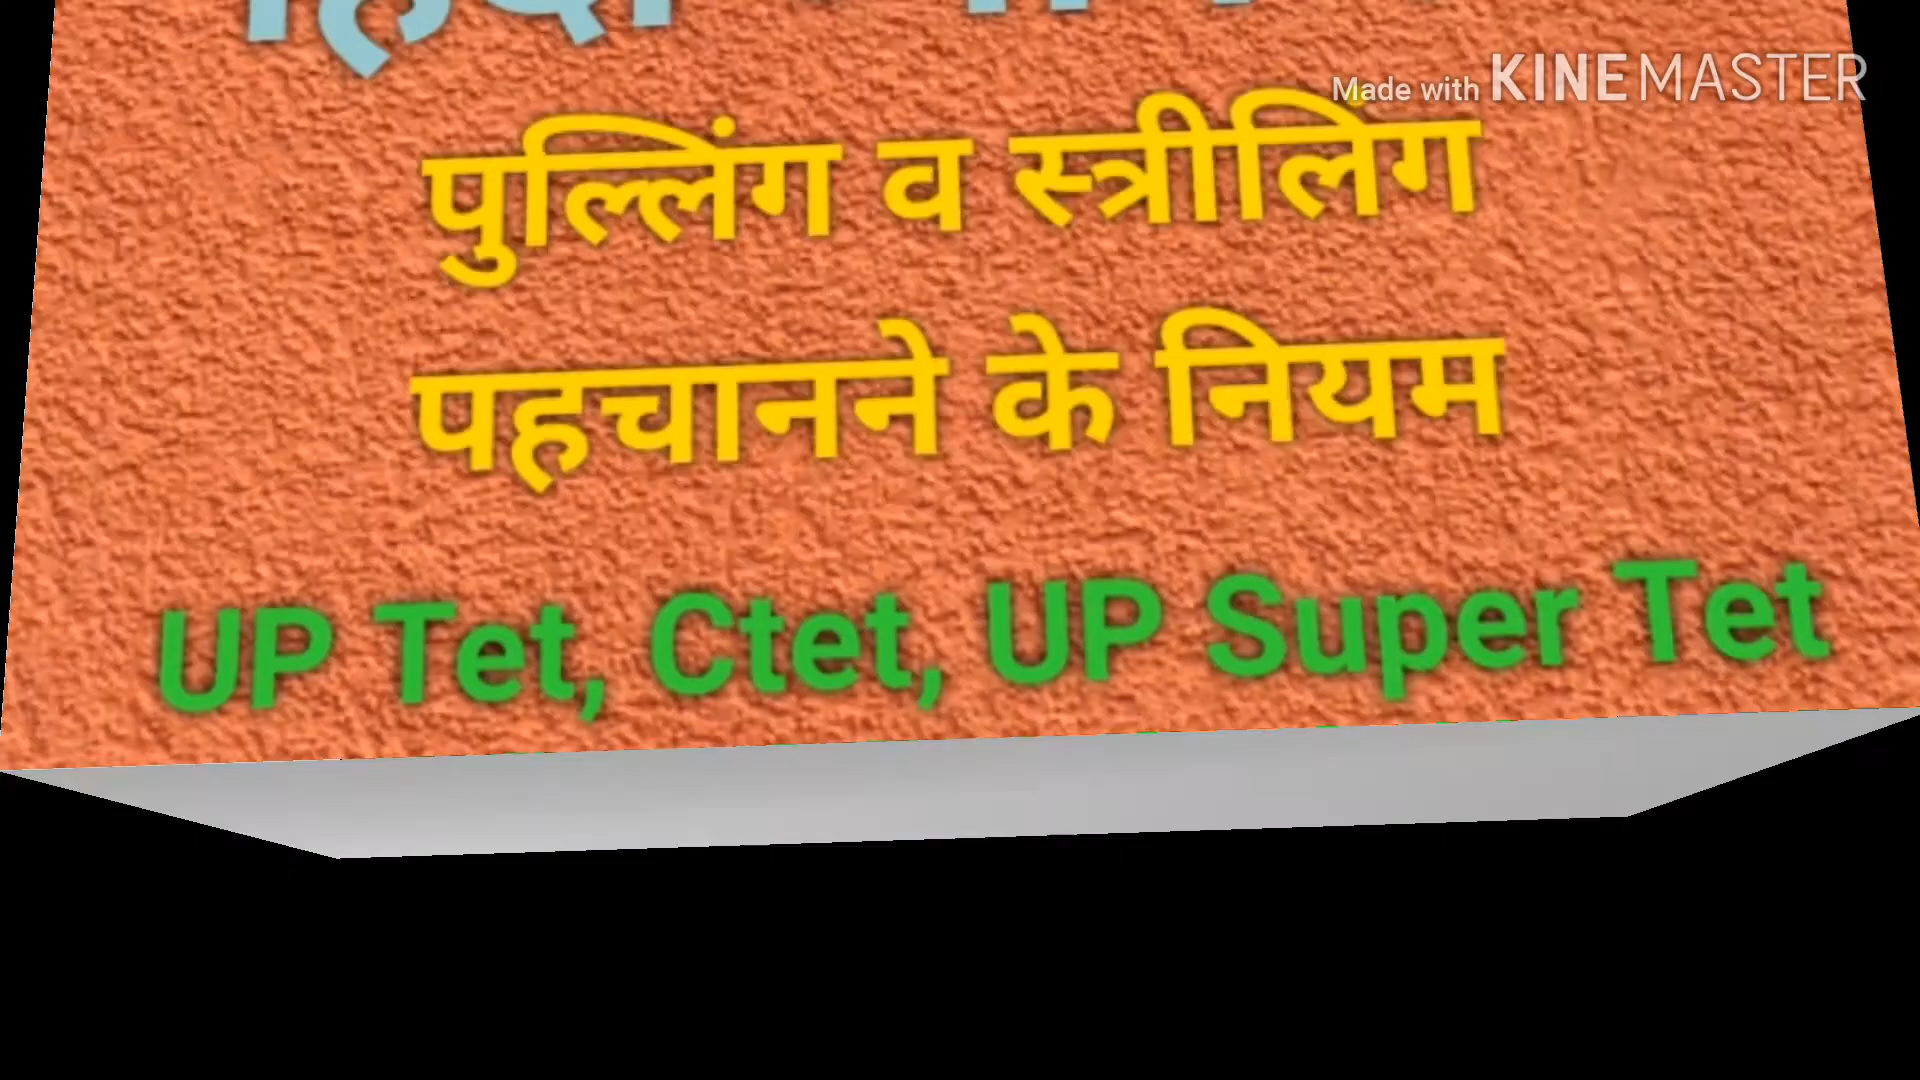 Made with KINEMASTER
पुल्लिंग व स्त्रीलिंग
पहचानने के नियम
UP Tet, Ctet, UP Super Tet